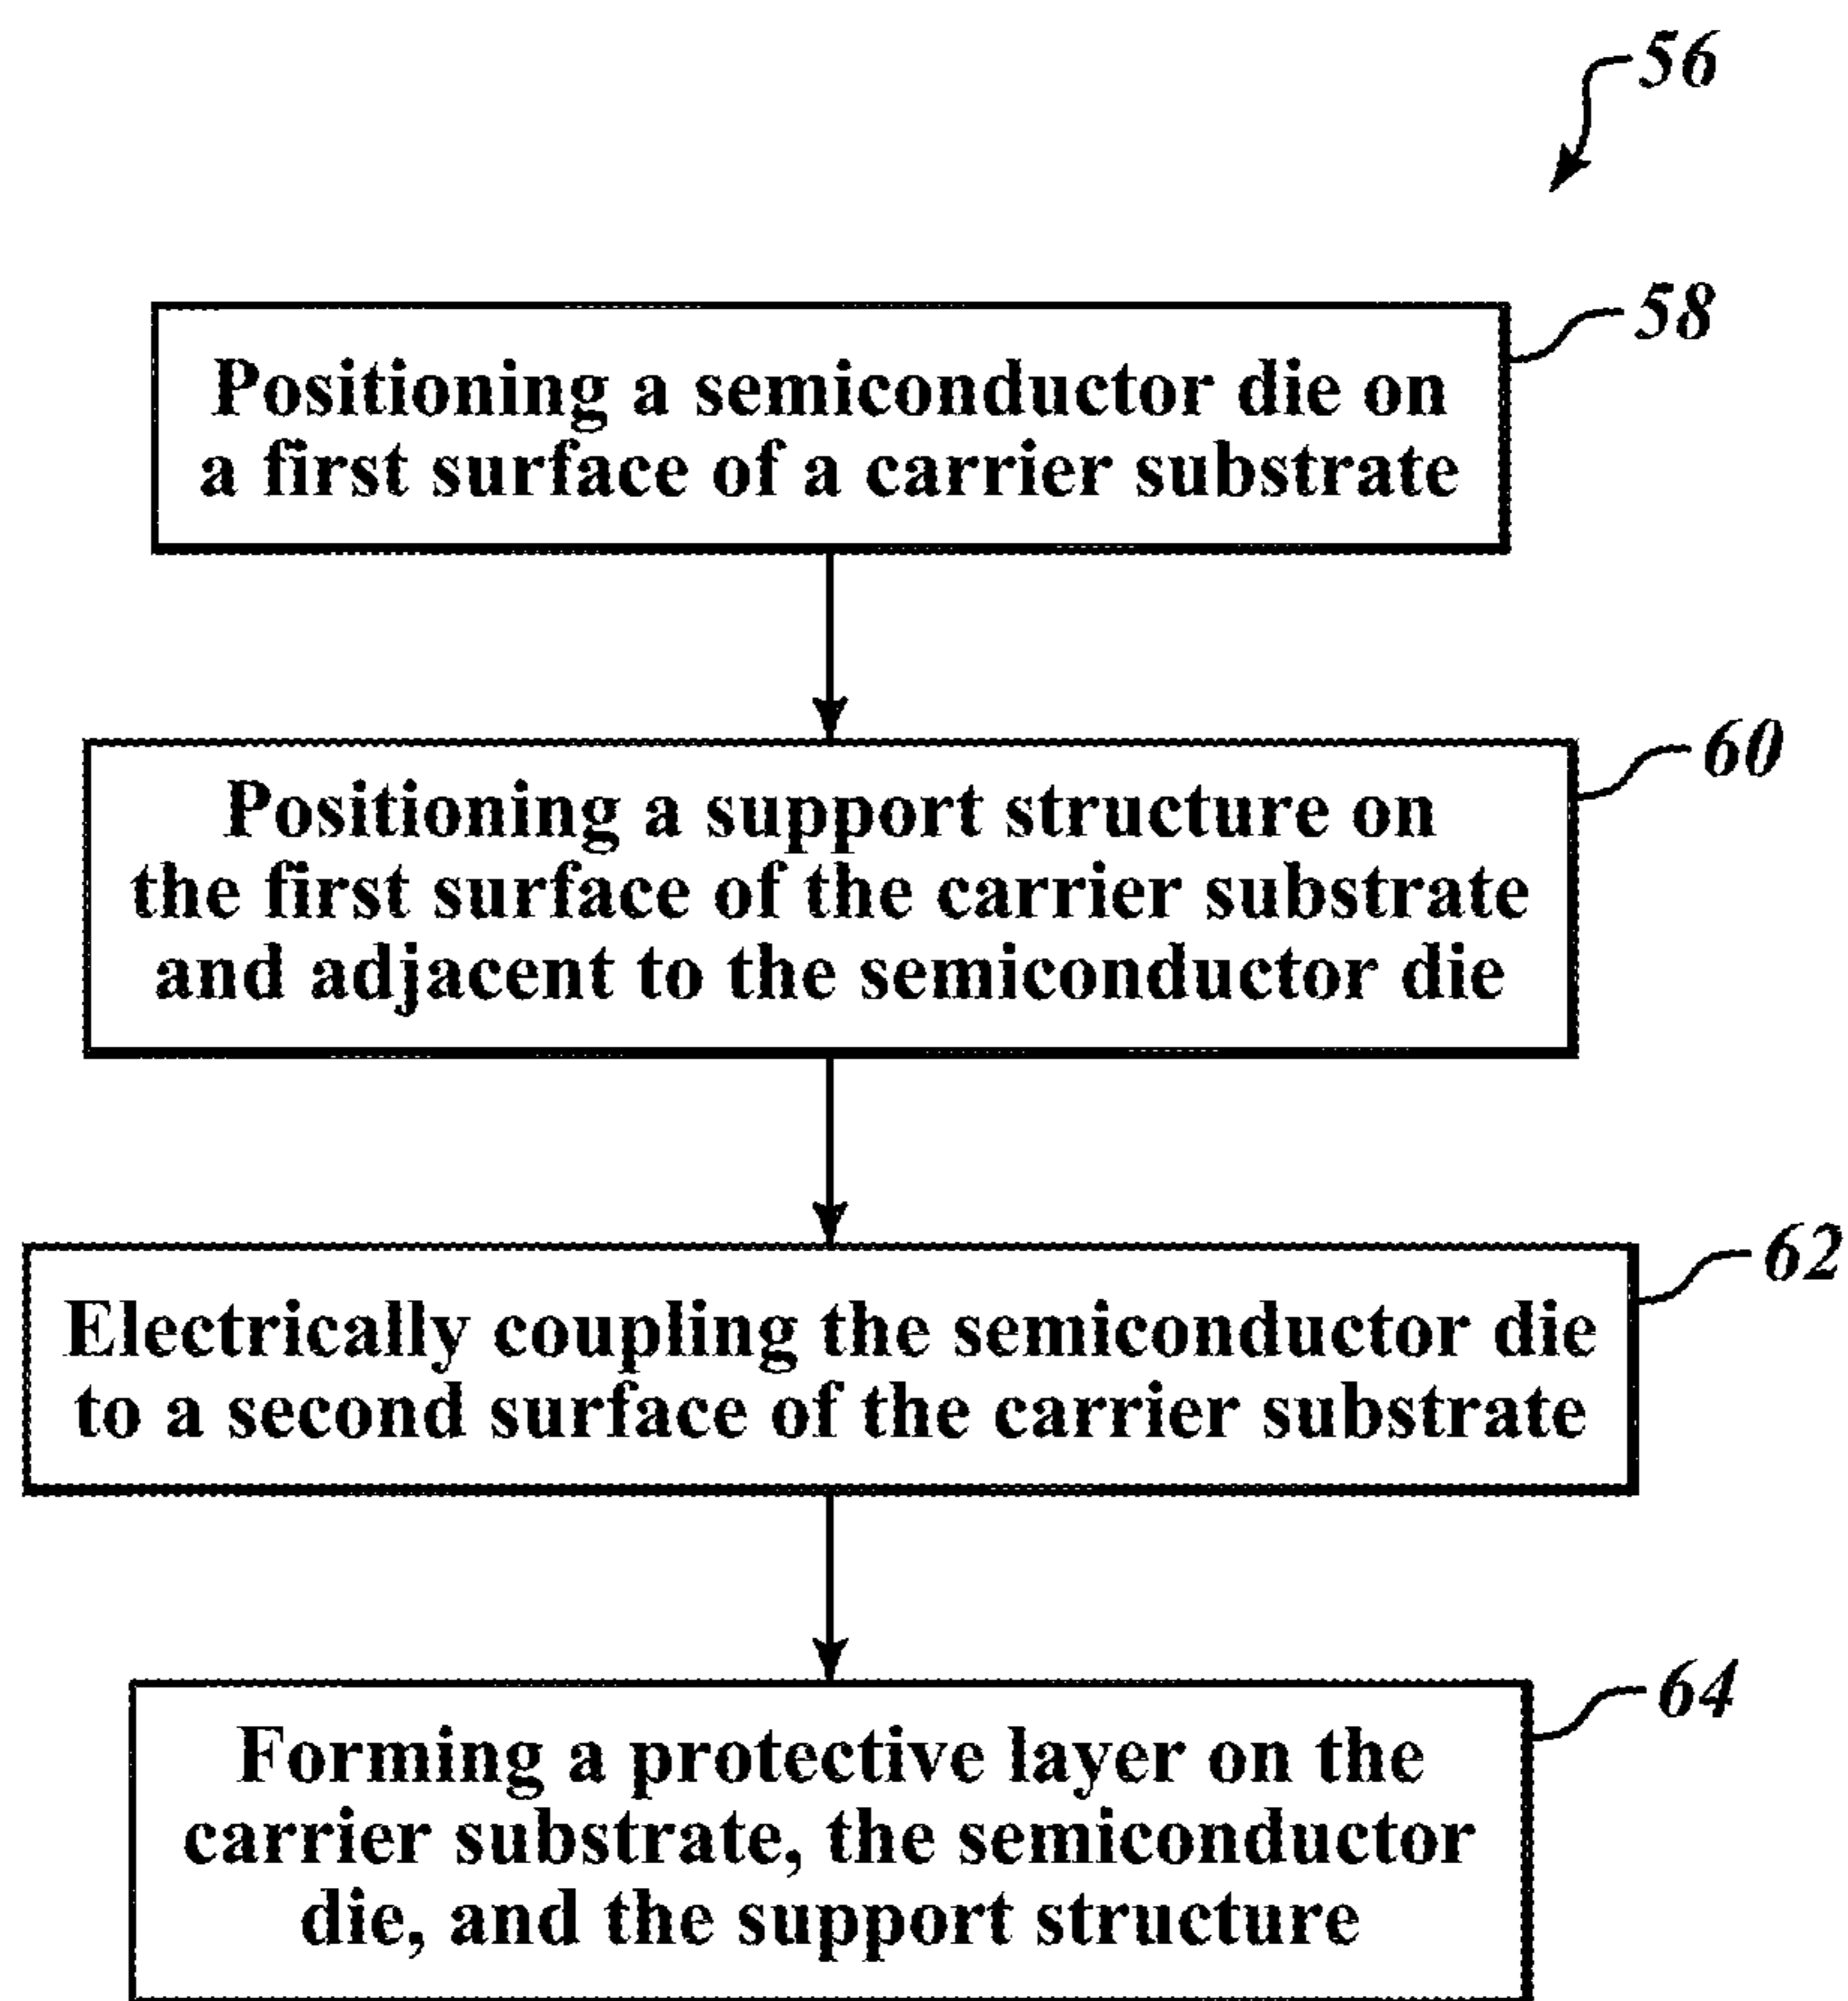 56
58
Positioning a semiconductor die on
a first surface of a carrier substrate
60
Positioning a support structure on
the first surface of the carrier substrate
and adjacent to the semiconductor die
62
Electrically coupling the semiconductor die
to a second surface of the carrier substrate
64
Forming a protective layer on the
carrier substrate, the semiconductor
die, and the support structure